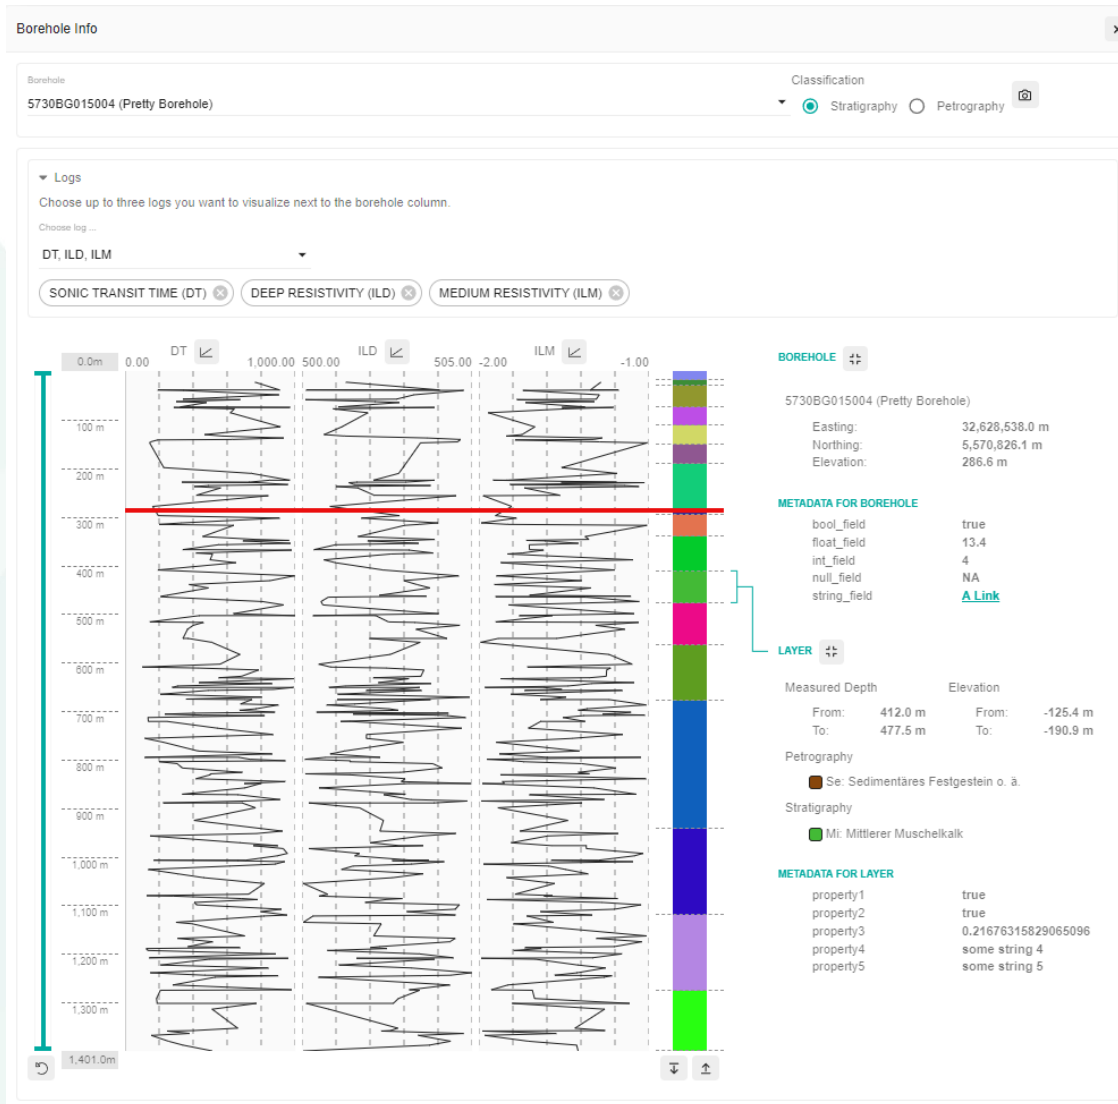 Borehole Info
Borehole
5730BG015004 (Pretty Borehole)
Classification
Stratigraphy Petrography
Logs
Choose up to three logs you want to visualize next to the borehole column.
Choose log ...
DT, ILD, ILM
SONIC TRANSIT TIME (DT) DEEP RESISTIVITY (ILD) MEDIUM RESISTIVITY (ILM)
DT ILD ILM
0.0m 0.00 1,000.00 500.00 505.00 -2.00 -1.00
100 m
200 m
300 m
400 m
500 m
600 m
700 m
800 m
900 m
1,000 m
1,100 m
1,200 m
1,300 m
1,401.0m
BOREHOLE
5730BG015004 (Pretty Borehole)
Easting: 32,628,538.0 m
Northing: 5,570,826.1 m
Elevation: 286.6 m
METADATA FOR BOREHOLE
bool_field true
float_field 13.4
int_field 4
null_field NA
string_field A Link
LAYER
Measured Depth Elevation
From: 412.0 m From: -125.4 m
To: 477.5 m To: -190.9 m
Petrography
Se: Sedimentäres Festgestein o. ä.
Stratigraphy
Mi: Mittlerer Muschelkalk
METADATA FOR LAYER
property1 true
property2 true
property3 0.21676315829065096
property4 some string 4
property5 some string 5